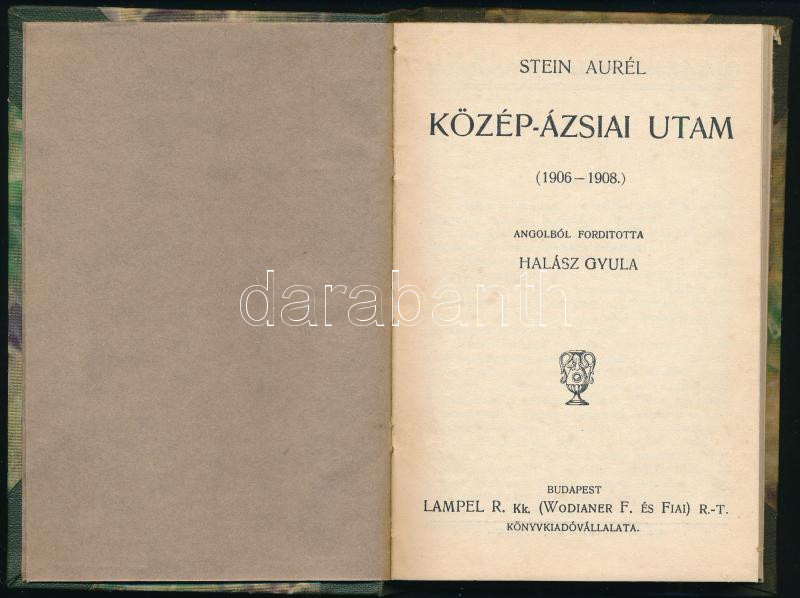 STEIN AURÉL
KÖZÉP-ÁZSIAI UTAM
(1906–1908.)
ANGOLBÓL FORDITOTTA
HALÁSZ GYULA
darabanth
BUDAPEST
LAMPEL R. Kk. (WODIANER F. ÉS FIAI) R.-T.
KÖNYVKIADÓVÁLLALATA.